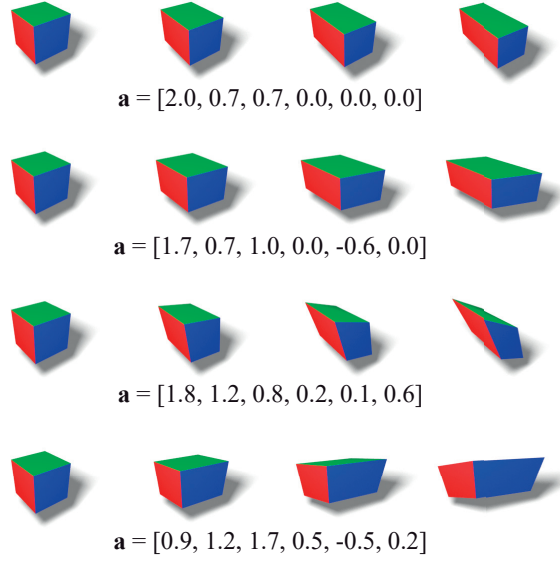 a = [2.0, 0.7, 0.7, 0.0, 0.0, 0.0]
a = [1.7, 0.7, 1.0, 0.0, -0.6, 0.0]
a = [1.8, 1.2, 0.8, 0.2, 0.1, 0.6]
a = [0.9, 1.2, 1.7, 0.5, -0.5, 0.2]